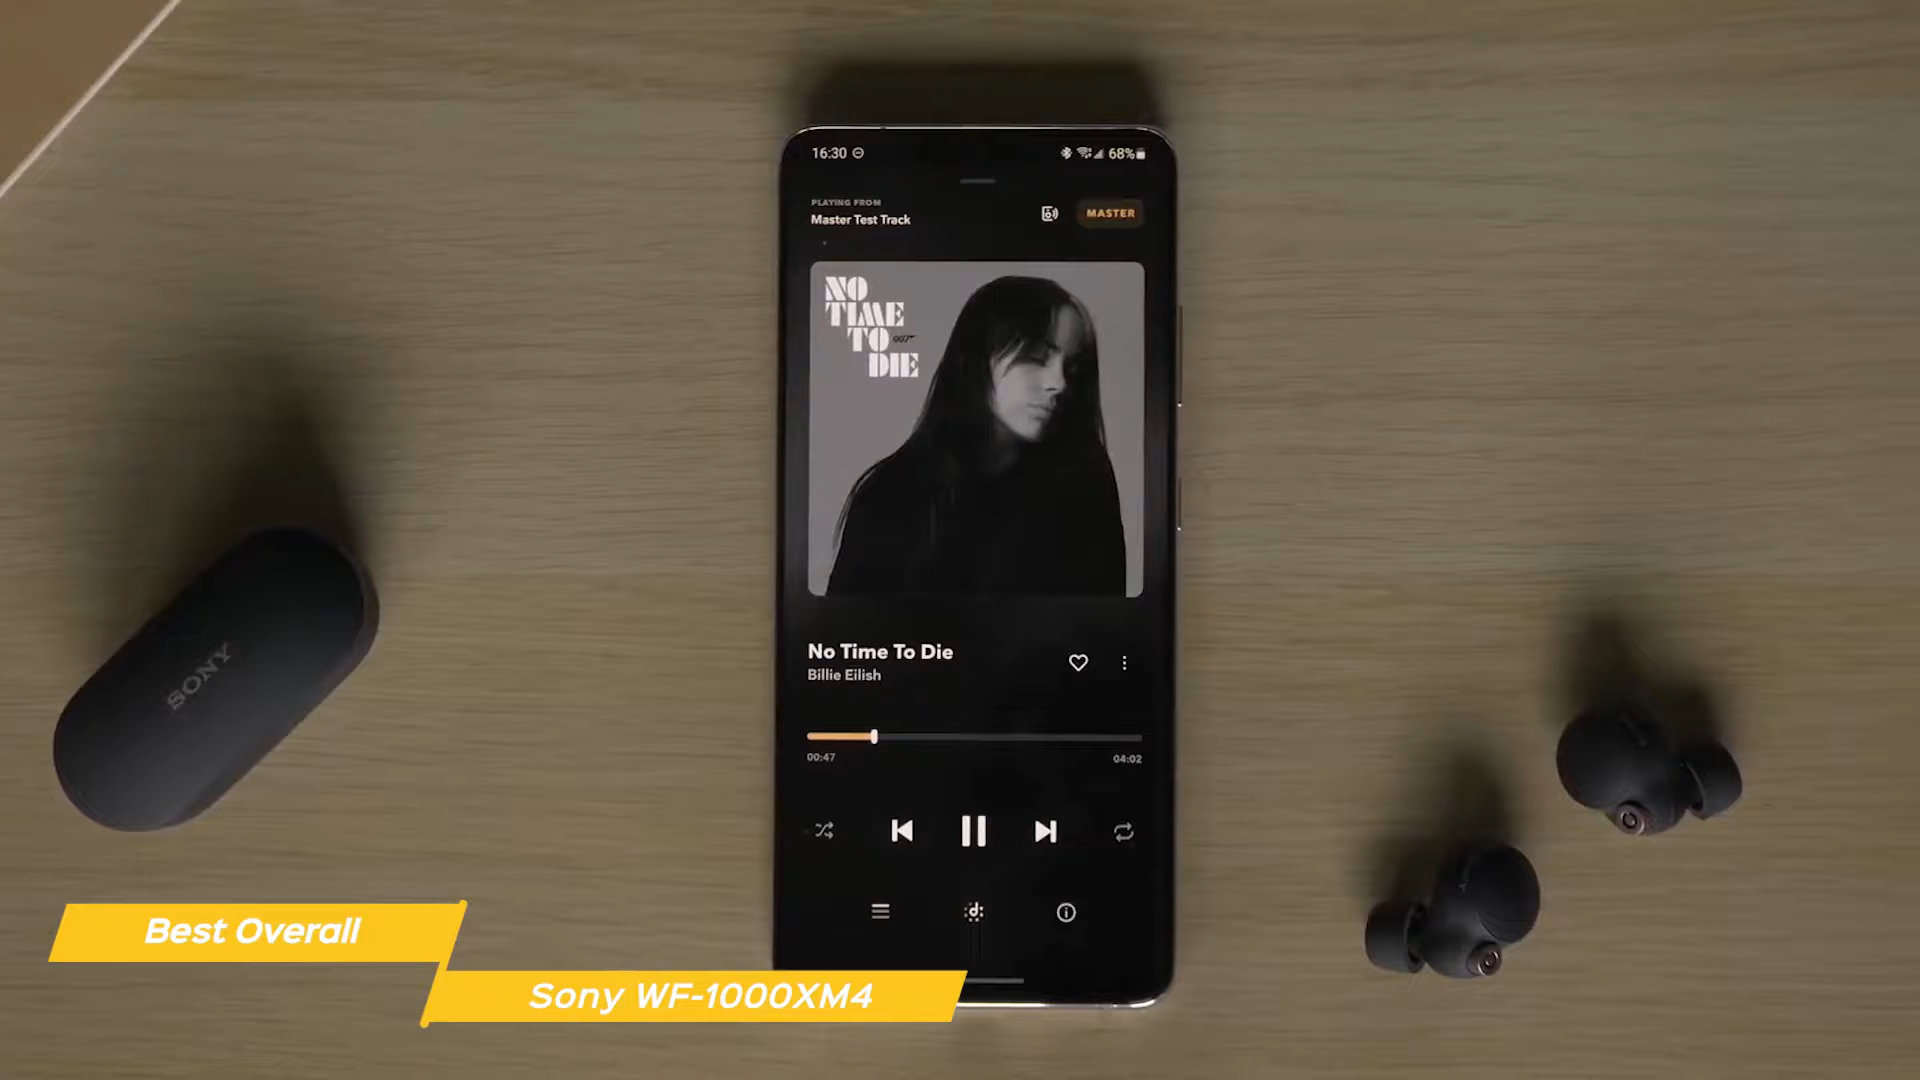 16:30
68%
PLAYING FROM
Master Test Track
MASTER
NO
TIME
TO 007
DIE
No Time To Die
Billie Eilish
00:47
04:02
SONY
Best Overall
Sony WF-1000XM4